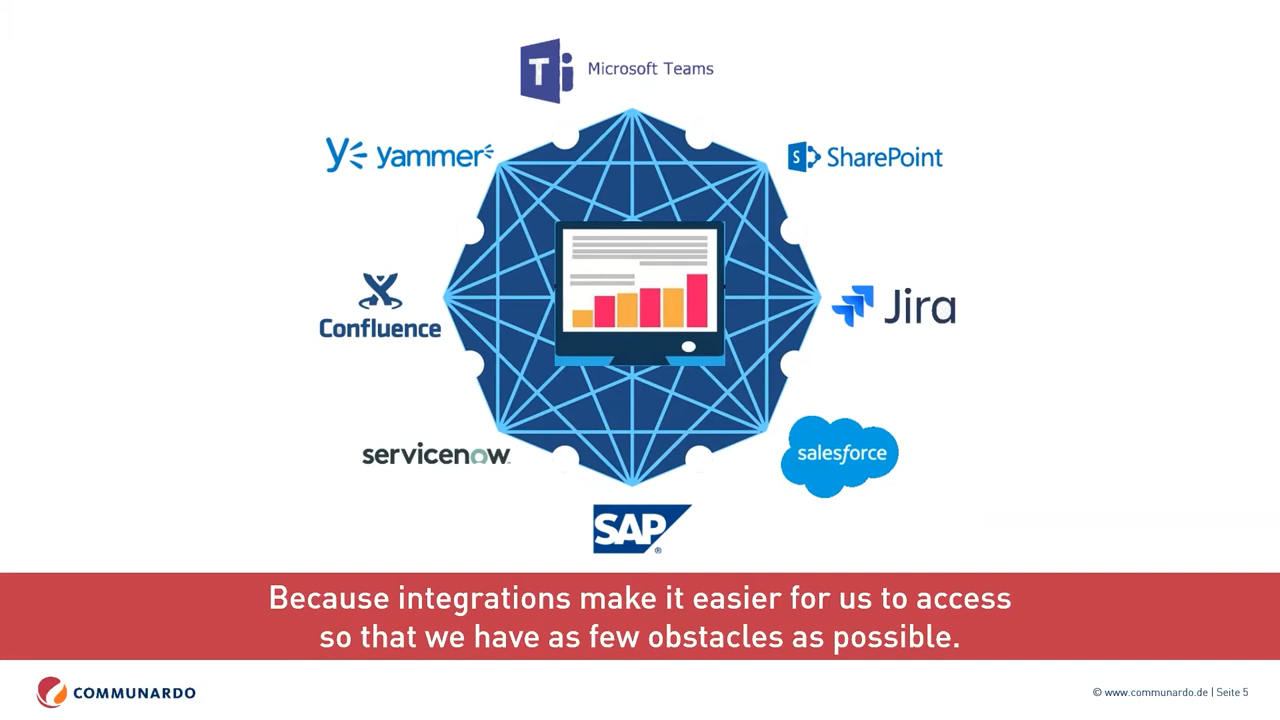 Microsoft Teams
yammer
SharePoint
Confluence
Jira
servicenow
salesforce
SAP®
Because integrations make it easier for us to access
so that we have as few obstacles as possible.
COMMUNARDO
© www.communardo.de | Seite 5